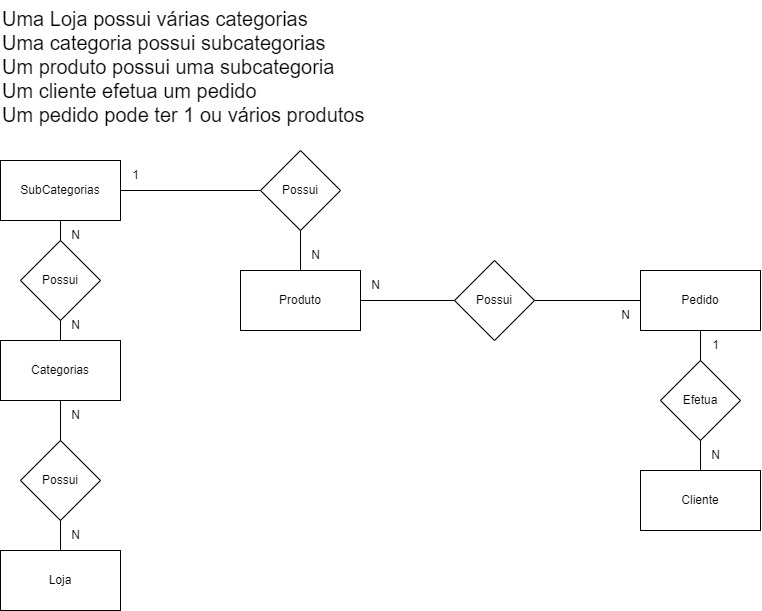 Uma Loja possui várias categorias
Uma categoria possui subcategorias
Um produto possui uma subcategoria
Um cliente efetua um pedido
Um pedido pode ter 1 ou vários produtos
SubCategorias
1
Possui
N
Possui
N
N
Produto
N
Possui
N
Pedido
1
Efetua
N
Cliente
Categorias
N
Possui
N
Loja